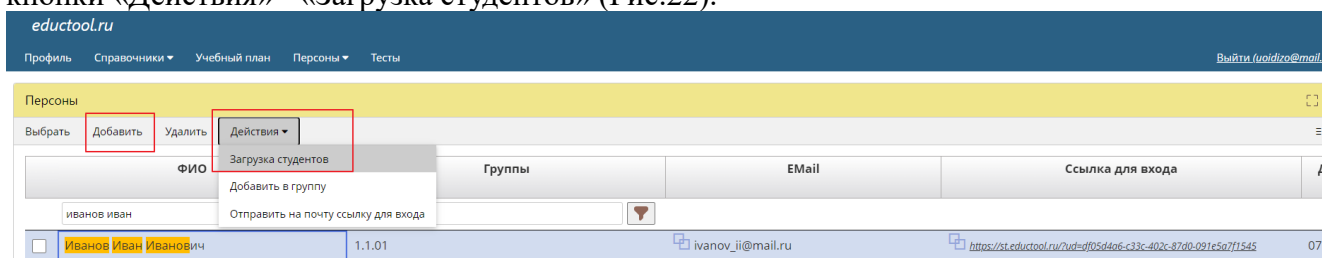 кнопки «Действия» - «Загрузка студентов» (Рис.22).
eductool.ru
Профиль Справочники Учебный план Персоны Тесты Выйти (uoidizo@mail.
Персоны
Выбрать Добавить Удалить Действия
Загрузка студентов
ФИО Группы EMail Ссылка для входа
Добавить в группу
иванов иван Отправить на почту ссылку для входа
Иванов Иван Иванович 1.1.01 ivanov_ii@mail.ru https://st.eductool.ru/?ud=df05d4a6-c33c-402c-87d0-091e5a7f1545 07